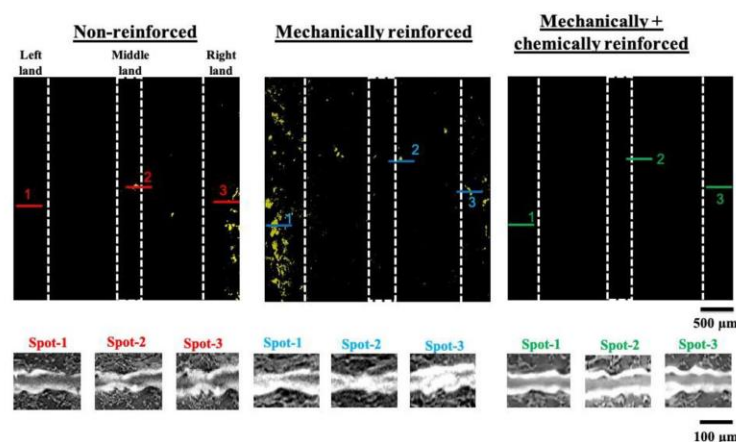 Non-reinforced
Mechanically reinforced
Mechanically +
chemically reinforced
Left
land
Middle
land
Right
land
1
2
3
1
2
3
1
2
3
500 µm
Spot-1
Spot-2
Spot-3
Spot-1
Spot-2
Spot-3
Spot-1
Spot-2
Spot-3
100 µm